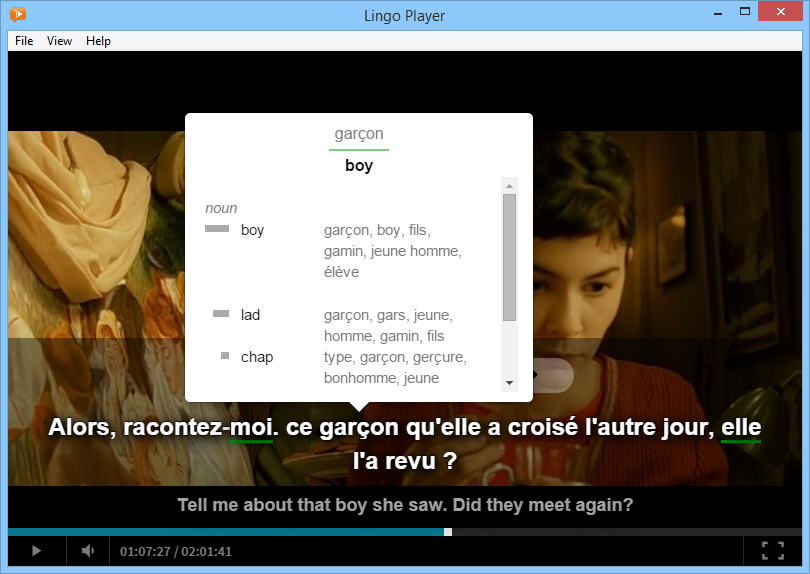 Lingo Player
File View Help
garçon
boy
noun
boy garçon, boy, fils,
gamin, jeune homme,
élève
lad garçon, gars, jeune,
homme, gamin, fils
chap type, garçon, gerçure,
bonhomme, jeune
Alors, racontez-moi. ce garçon qu'elle a croisé l'autre jour, elle
l'a revu ?
Tell me about that boy she saw. Did they meet again?
01:07:27 / 02:01:41